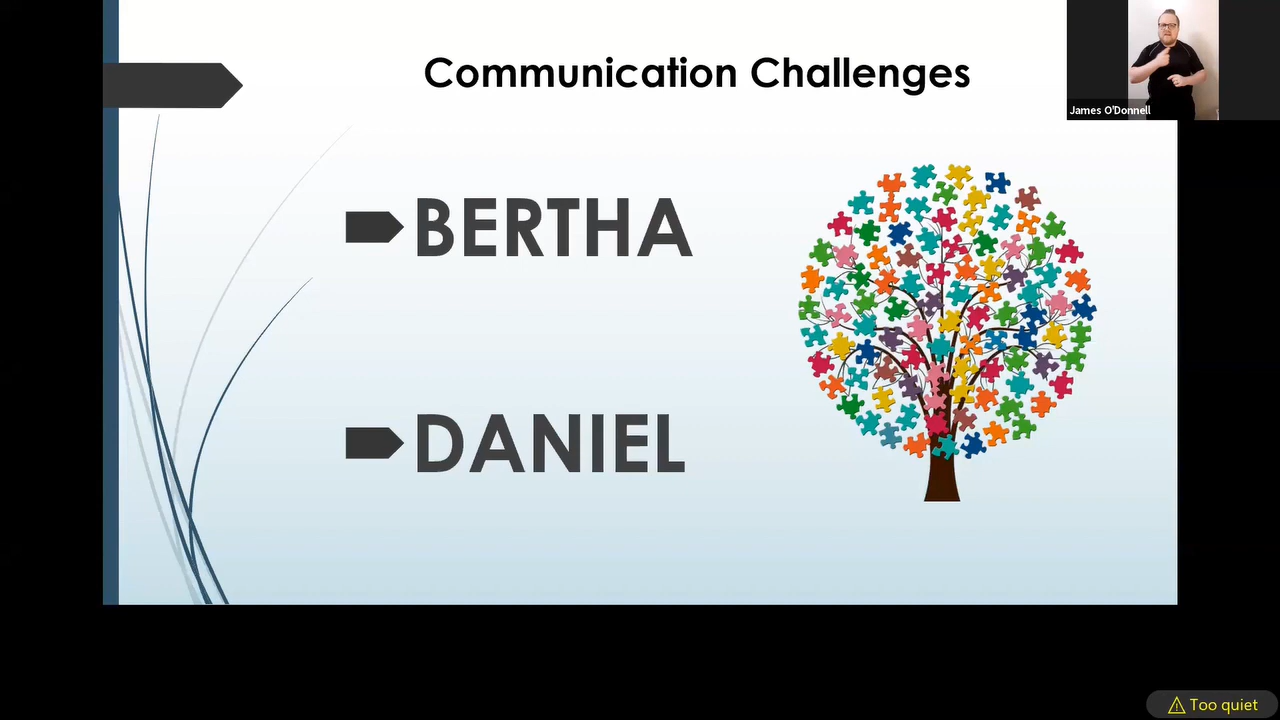 Communication Challenges
James O'Donnell
BERTHA
DANIEL
Too quiet